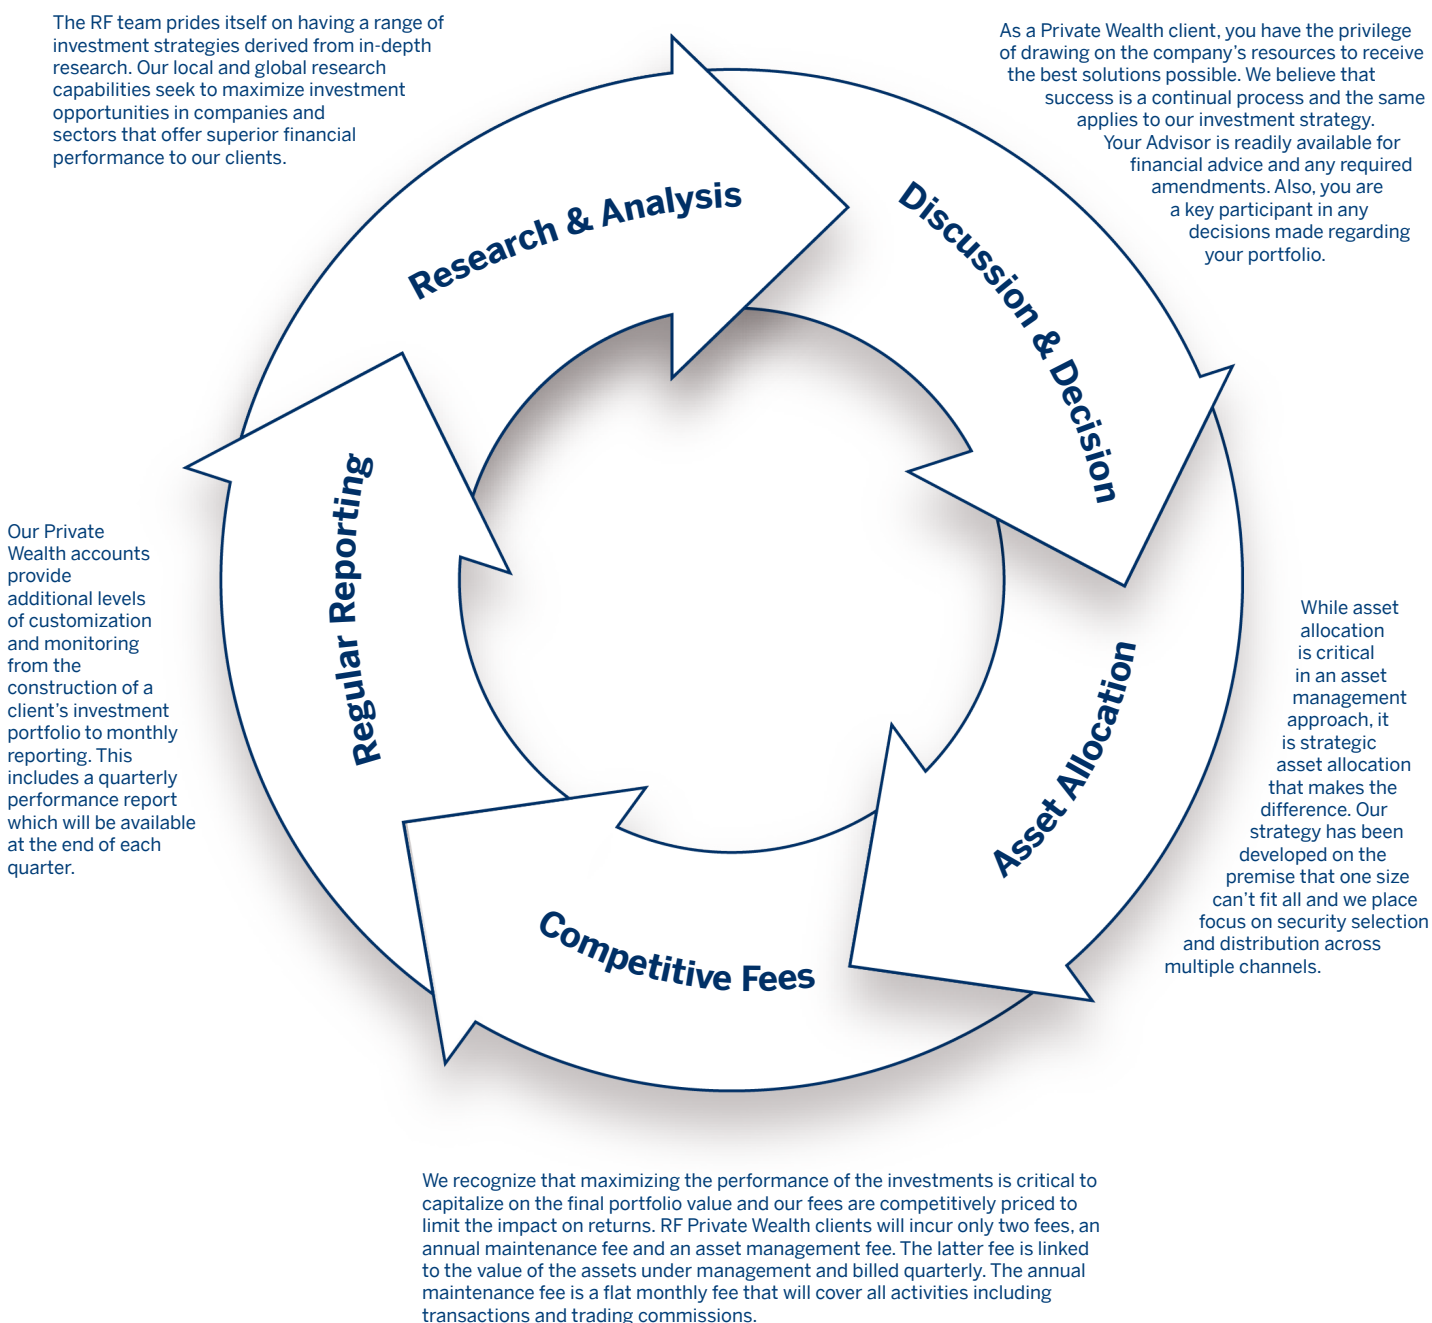 The RF team prides itself on having a range of
investment strategies derived from in-depth
research. Our local and global research
capabilities seek to maximize investment
opportunities in companies and
sectors that offer superior financial
performance to our clients.
As a Private Wealth client, you have the privilege
of drawing on the company's resources to receive
the best solutions possible. We believe that
success is a continual process and the same
applies to our investment strategy.
Your Advisor is readily available for
financial advice and any required
amendments. Also, you are
a key participant in any
decisions made regarding
your portfolio.
Research & Analysis
Discussion & Decision
Asset Allocation
Competitive Fees
Regular Reporting
Our Private
Wealth accounts
provide
additional levels
of customization
and monitoring
from the
construction of a
client's investment
portfolio to monthly
reporting. This
includes a quarterly
performance report
which will be available
at the end of each
quarter.
While asset
allocation
is critical
in an asset
management
approach, it
is strategic
asset allocation
that makes the
difference. Our
strategy has been
developed on the
premise that one size
can't fit all and we place
focus on security selection
and distribution across
multiple channels.
We recognize that maximizing the performance of the investments is critical to
capitalize on the final portfolio value and our fees are competitively priced to
limit the impact on returns. RF Private Wealth clients will incur only two fees, an
annual maintenance fee and an asset management fee. The latter fee is linked
to the value of the assets under management and billed quarterly. The annual
maintenance fee is a flat monthly fee that will cover all activities including
transactions and trading commissions.